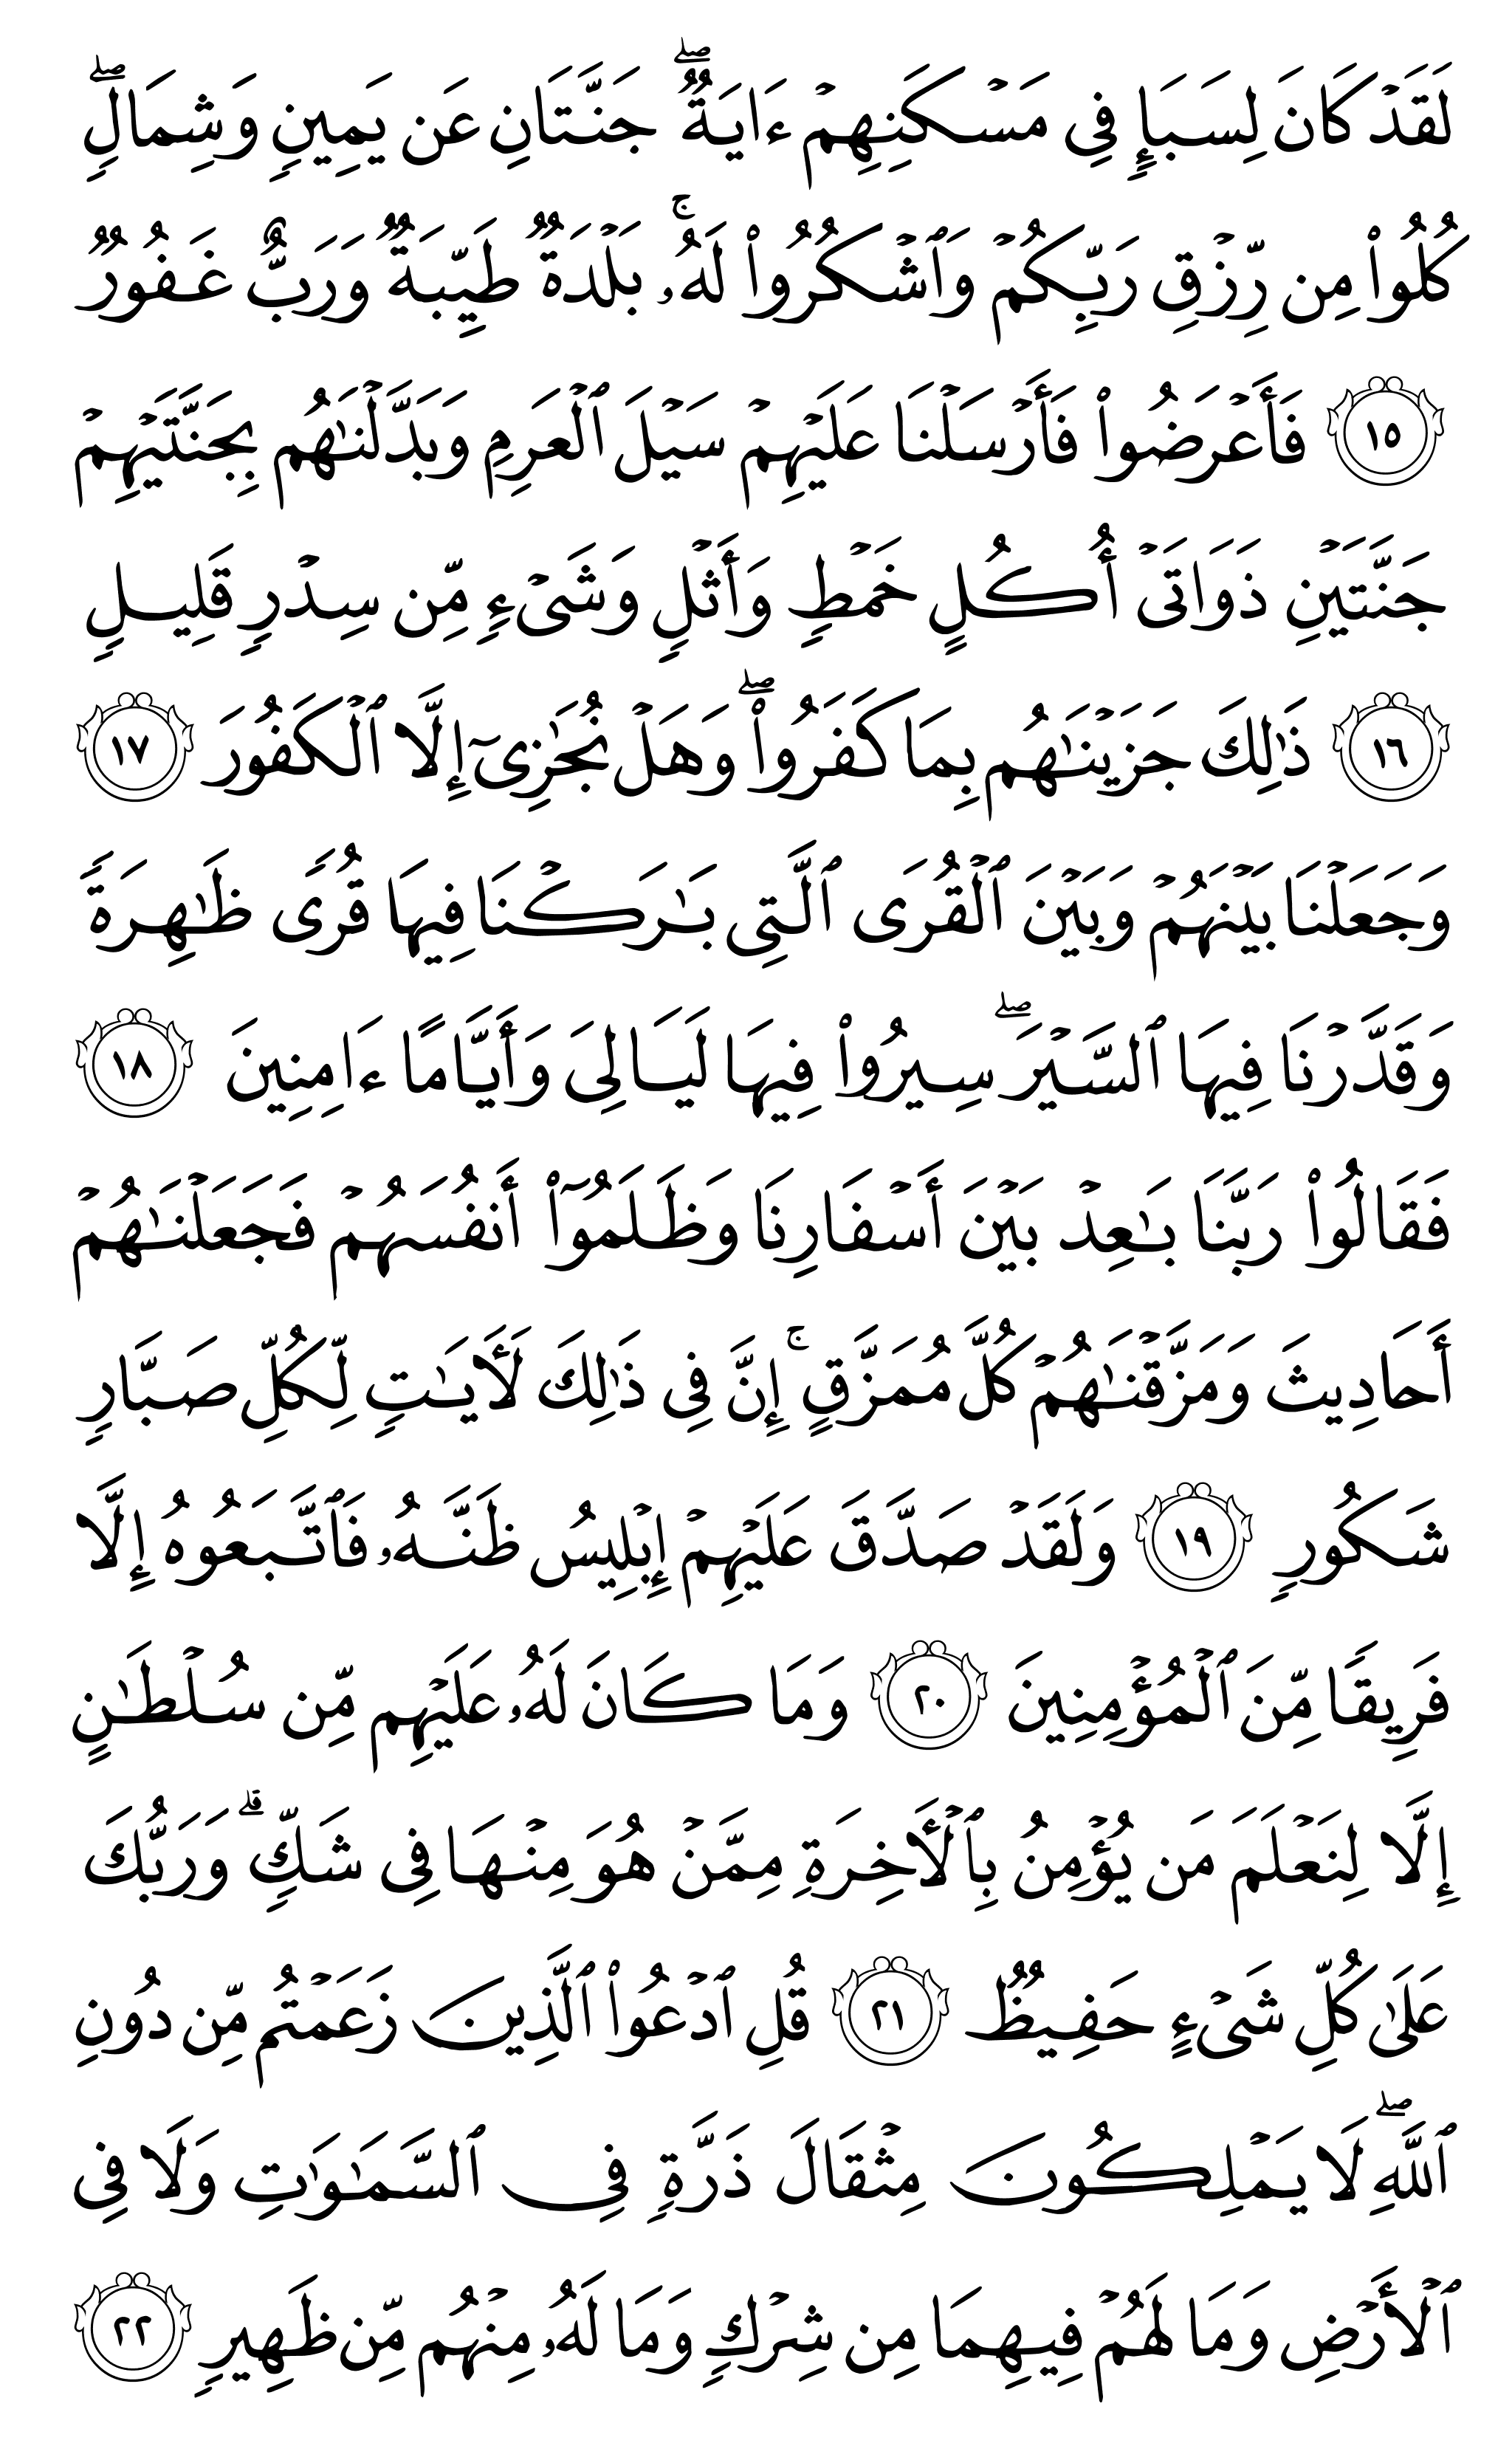 لَقَدۡ كَانَ لِسَبَإٖ فِي مَسۡكَنِهِمۡ ءَايَةٞۖ جَنَّتَانِ عَن يَمِينٖ وَشِمَالٖۖ
كُلُواْ مِن رِّزۡقِ رَبِّكُمۡ وَٱشۡكُرُواْ لَهُۥۚ بَلۡدَةٞ طَيِّبَةٞ وَرَبٌّ غَفُورٞ
١٥ فَأَعۡرَضُواْ فَأَرۡسَلۡنَا عَلَيۡهِمۡ سَيۡلَ ٱلۡعَرِمِ وَبَدَّلۡنَٰهُم بِجَنَّتَيۡهِمۡ
جَنَّتَيۡنِ ذَوَاتَيۡ أُكُلٍ خَمۡطٖ وَأَثۡلٖ وَشَيۡءٖ مِّن سِدۡرٖ قَلِيلٖ
١٦ ذَٰلِكَ جَزَيۡنَٰهُم بِمَا كَفَرُواْۖ وَهَلۡ نُجَٰزِيٓ إِلَّا ٱلۡكَفُورَ ١٧
وَجَعَلۡنَا بَيۡنَهُمۡ وَبَيۡنَ ٱلۡقُرَى ٱلَّتِي بَٰرَكۡنَا فِيهَا قُرٗى ظَٰهِرَةٗ
وَقَدَّرۡنَا فِيهَا ٱلسَّيۡرَۖ سِيرُواْ فِيهَا لَيَالِيَ وَأَيَّامًا ءَامِنِينَ ١٨
فَقَالُواْ رَبَّنَا بَٰعِدۡ بَيۡنَ أَسۡفَارِنَا وَظَلَمُوٓاْ أَنفُسَهُمۡ فَجَعَلۡنَٰهُمۡ
أَحَادِيثَ وَمَزَّقۡنَٰهُمۡ كُلَّ مُمَزَّقٍۚ إِنَّ فِي ذَٰلِكَ لَأٓيَٰتٖ لِّكُلِّ صَبَّارٖ
شَكُورٖ ١٩ وَلَقَدۡ صَدَّقَ عَلَيۡهِمۡ إِبۡلِيسُ ظَنَّهُۥ فَٱتَّبَعُوهُ إِلَّا
فَرِيقٗا مِّنَ ٱلۡمُؤۡمِنِينَ ٢٠ وَمَا كَانَ لَهُۥ عَلَيۡهِم مِّن سُلۡطَٰنٍ
إِلَّا لِنَعۡلَمَ مَن يُؤۡمِنُ بِٱلۡأٓخِرَةِ مِمَّنۡ هُوَ مِنۡهَا فِي شَكّٖۗ وَرَبُّكَ
عَلَىٰ كُلِّ شَيۡءٍ حَفِيظٞ ٢١ قُلِ ٱدۡعُواْ ٱلَّذِينَ زَعَمۡتُم مِّن دُونِ
ٱللَّهِۖ لَا يَمۡلِكُونَ مِثۡقَالَ ذَرَّةٖ فِي ٱلسَّمَٰوَٰتِ وَلَا فِي
ٱلۡأَرۡضِ وَمَا لَهُمۡ فِيهِمَا مِن شِرۡكٖ وَمَا لَهُۥ مِنۡهُم مِّن ظَهِيرٖ ٢٢